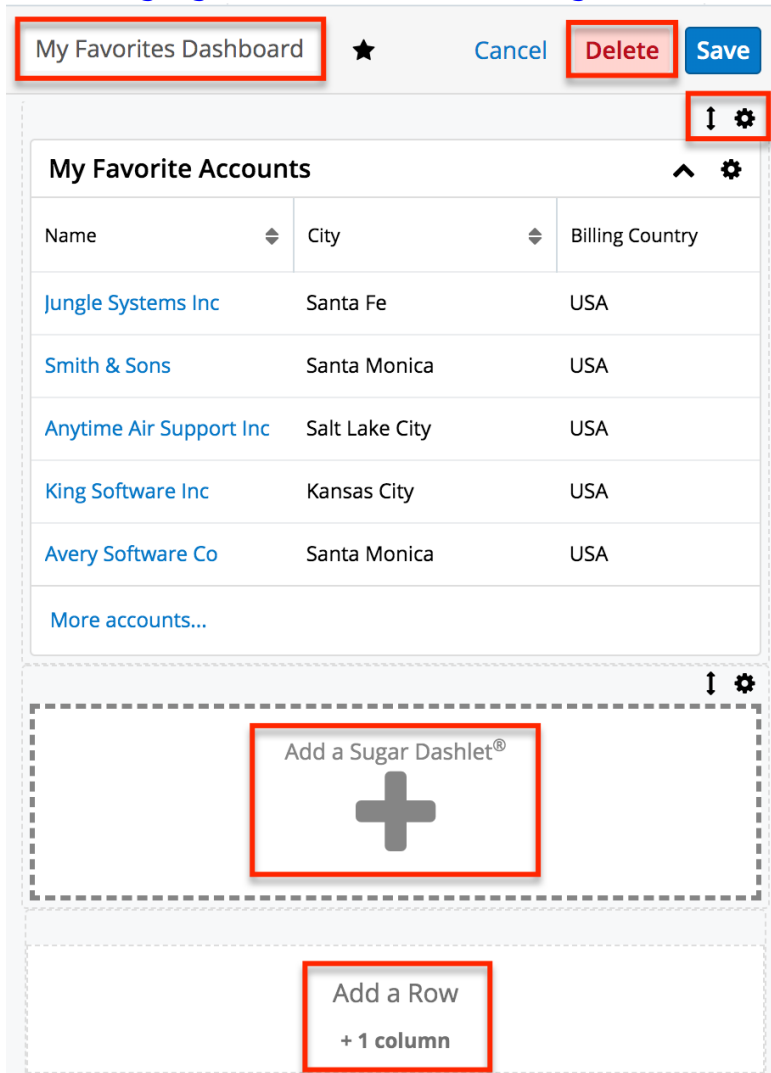 My Favorites Dashboard Cancel Delete Save
My Favorite Accounts
Name City Billing Country
Jungle Systems Inc Santa Fe USA
Smith & Sons Santa Monica USA
Anytime Air Support Inc Salt Lake City USA
King Software Inc Kansas City USA
Avery Software Co Santa Monica USA
More accounts...
Add a Sugar Dashlet®
Add a Row
+ 1 column